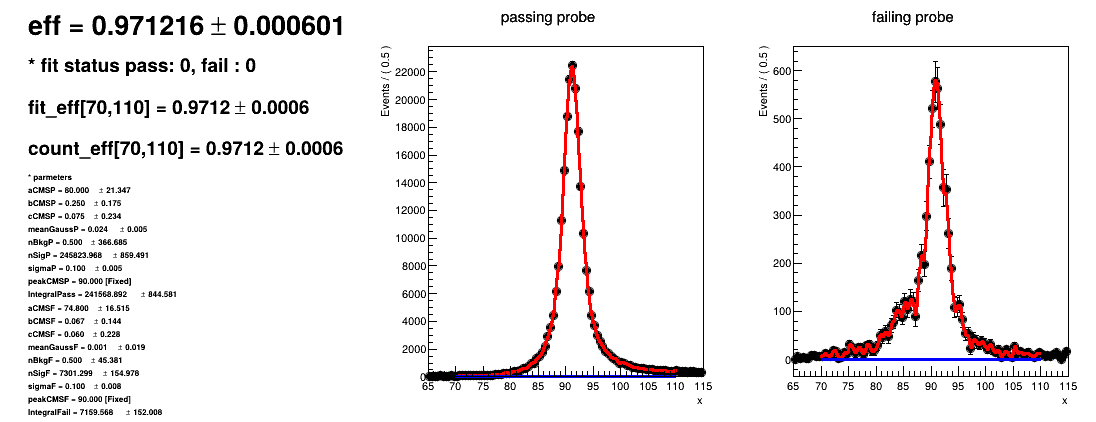 eff = 0.971216 ± 0.000601
* fit status pass: 0, fail : 0
fit_eff[70,110] = 0.9712 ± 0.0006
count_eff[70,110] = 0.9712 ± 0.0006
* parmeters
aCMSP = 80.000 ± 21.347
bCMSP = 0.250 ± 0.175
cCMSP = 0.075 ± 0.234
meanGaussP = 0.024 ± 0.005
nBkgP = 0.500 ± 366.685
nSigP = 245823.968 ± 859.491
sigmaP = 0.100 ± 0.005
peakCMSP = 90.000 [Fixed]
IntegralPass = 241568.892 ± 844.581
aCMSF = 74.800 ± 16.515
bCMSF = 0.067 ± 0.144
cCMSF = 0.060 ± 0.228
meanGaussF = 0.001 ± 0.019
nBkgF = 0.500 ± 45.381
nSigF = 7301.299 ± 154.978
sigmaF = 0.100 ± 0.008
peakCMSF = 90.000 [Fixed]
IntegralFail = 7159.568 ± 152.008
passing probe
Events / ( 0.5 )
22000
20000
18000
16000
14000
12000
10000
8000
6000
4000
2000
0
65 70 75 80 85 90 95 100 105 110 115
x
failing probe
Events / ( 0.5 )
600
500
400
300
200
100
0
65 70 75 80 85 90 95 100 105 110 115
x